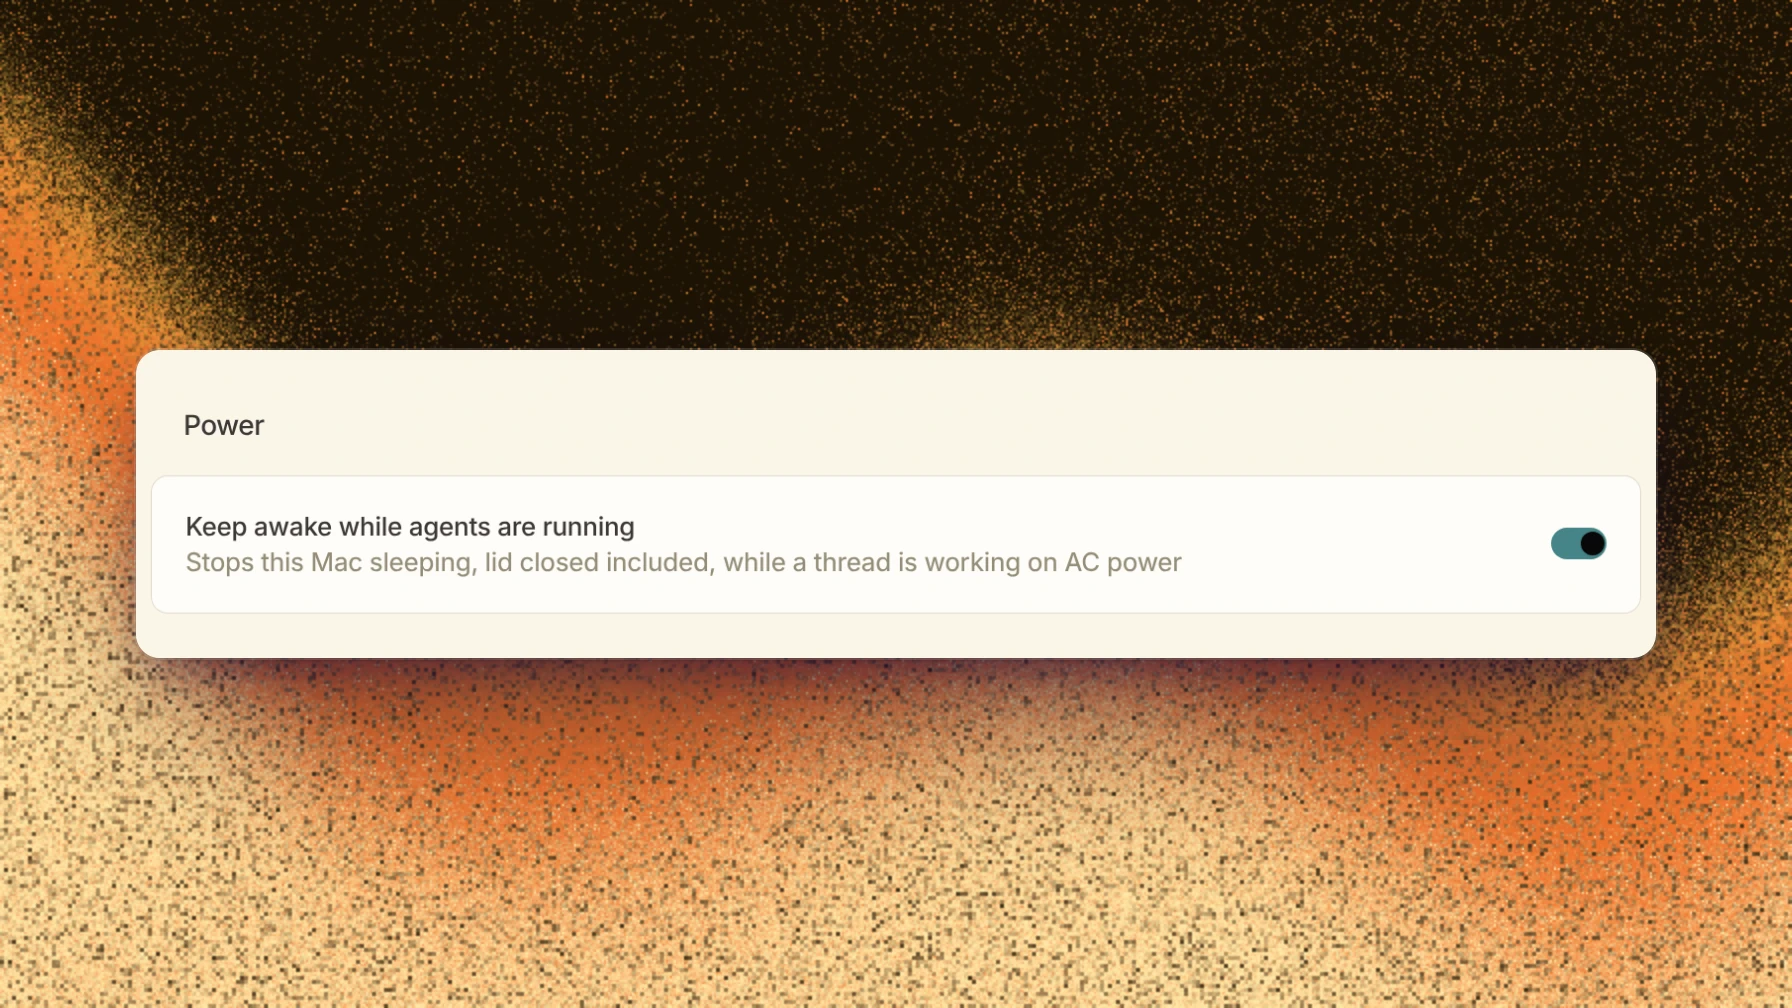 Power
Keep awake while agents are running
Stops this Mac sleeping, lid closed included, while a thread is working on AC power